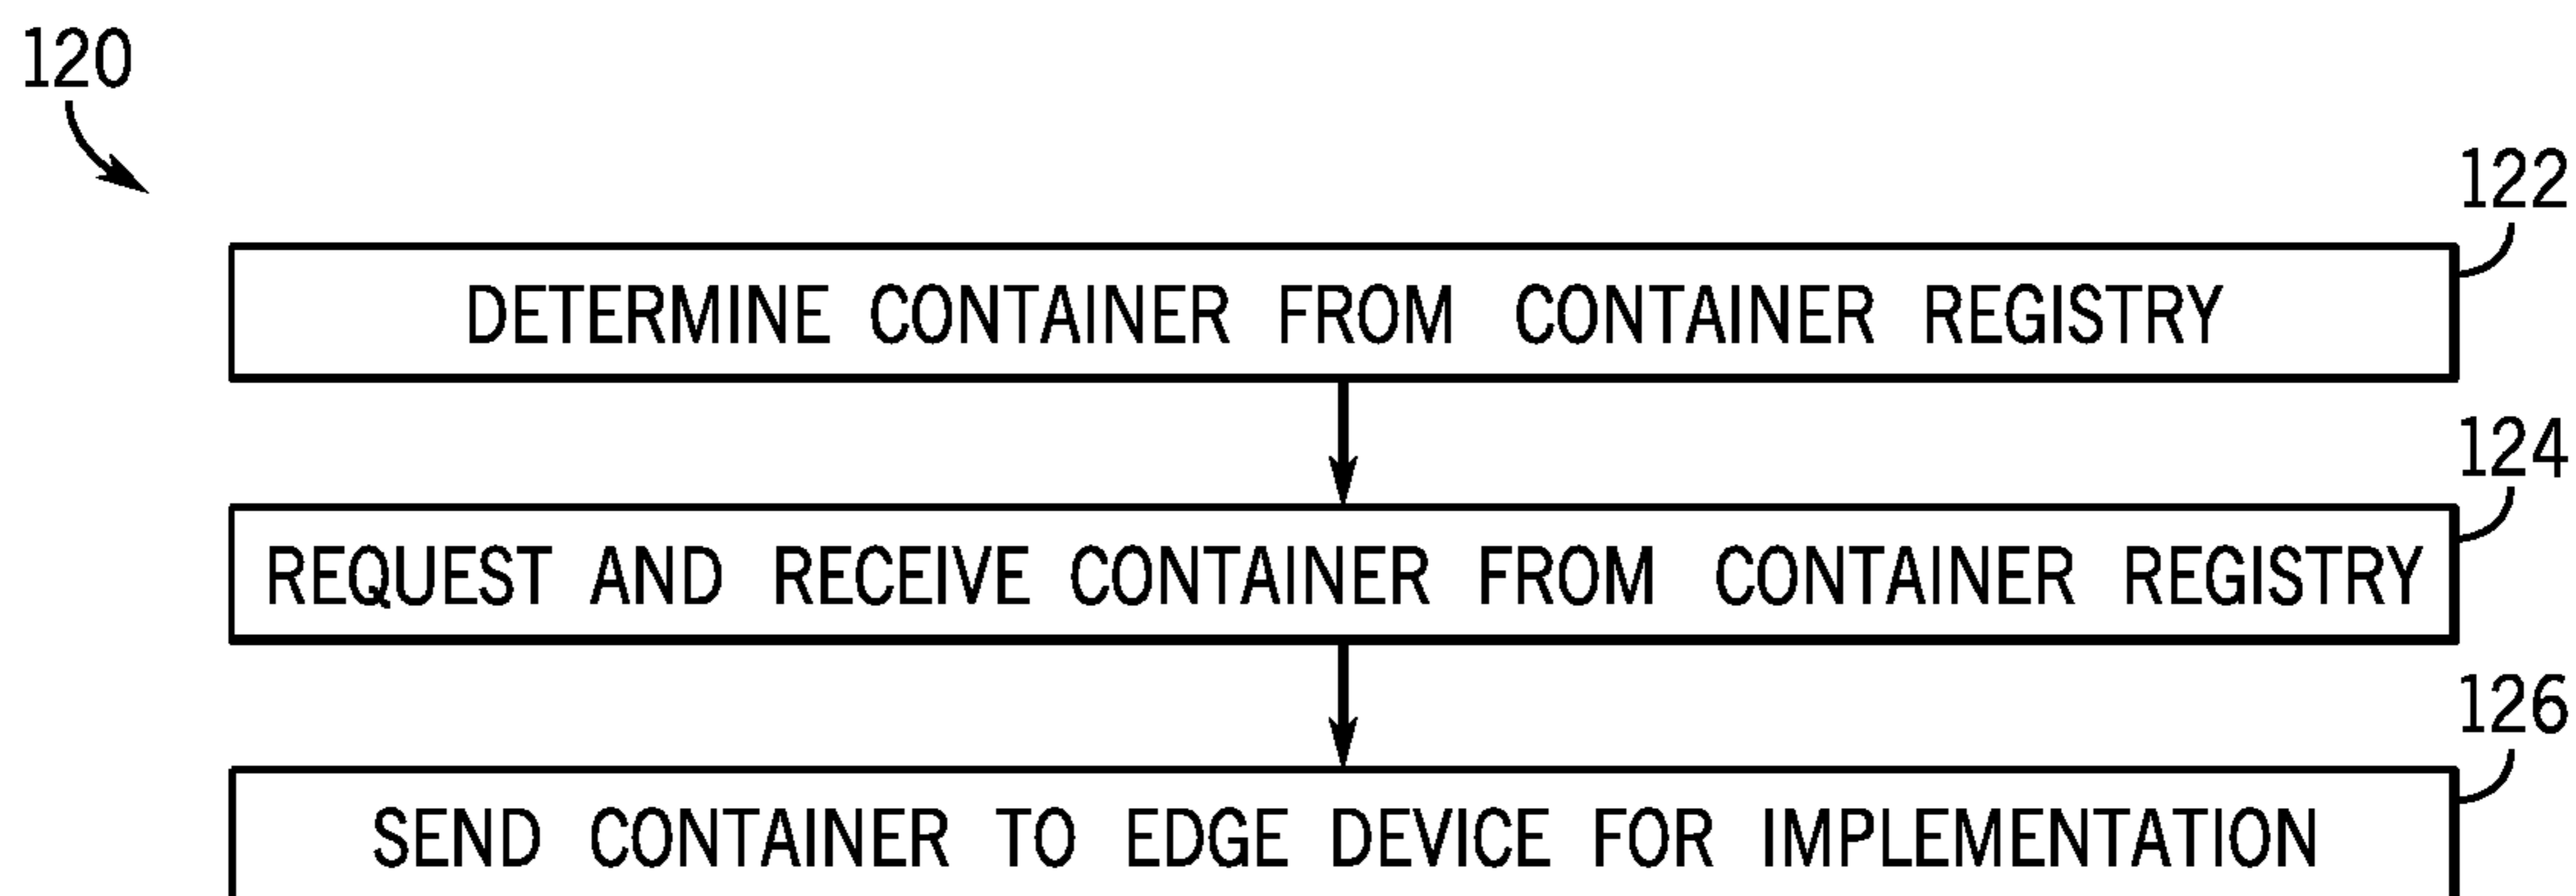 120
122
DETERMINE CONTAINER FROM CONTAINER REGISTRY
124
REQUEST AND RECEIVE CONTAINER FROM CONTAINER REGISTRY
126
SEND CONTAINER TO EDGE DEVICE FOR IMPLEMENTATION